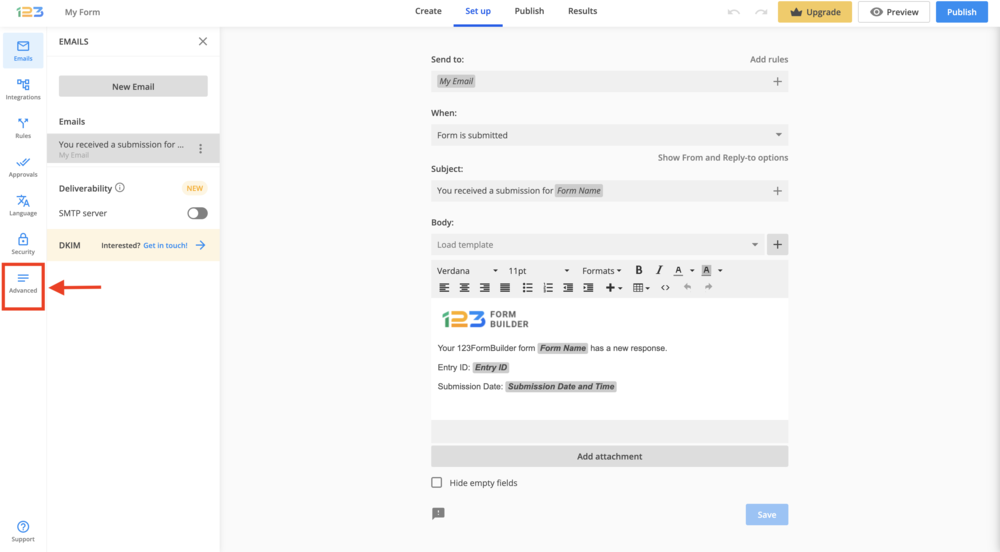 123
My Form
Create
Set up
Publish
Results
Upgrade
Preview
Publish
Emails
Integrations
Rules
Approvals
Language
Security
Advanced
Support
EMAILS
New Email
Emails
You received a submission for ...
My Email
Deliverability
NEW
SMTP server
DKIM Interested? Get in touch!
Send to: Add rules
My Email
When:
Form is submitted
Show From and Reply-to options
Subject:
You received a submission for Form Name
Body:
Load template
Verdana 11pt Formats B I A A
123 FORM
BUILDER
Your 123FormBuilder form Form Name has a new response.
Entry ID: Entry ID
Submission Date: Submission Date and Time
Add attachment
Hide empty fields
Save